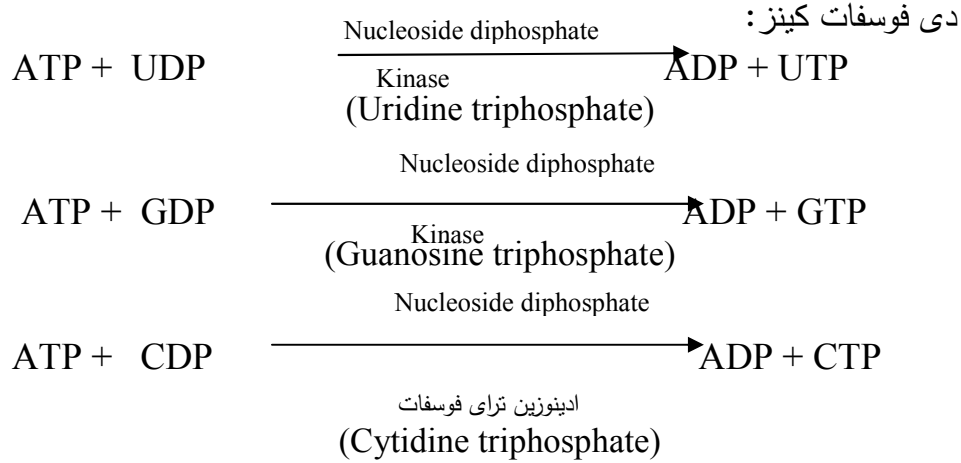 دی فوسفات کینز:
Nucleoside diphosphate
ATP + UDP ADP + UTP
Kinase
(Uridine triphosphate)
Nucleoside diphosphate
ATP + GDP ADP + GTP
Kinase
(Guanosine triphosphate)
Nucleoside diphosphate
ATP + CDP ADP + CTP
ادینوزین ترای فوسفات
(Cytidine triphosphate)